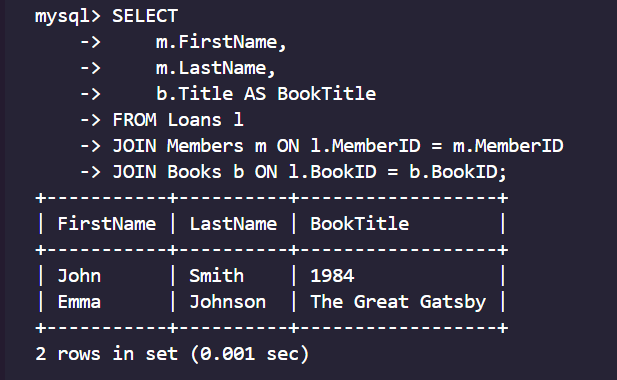 mysql> SELECT
    ->     m.FirstName,
    ->     m.LastName,
    ->     b.Title AS BookTitle
    -> FROM Loans l
    -> JOIN Members m ON l.MemberID = m.MemberID
    -> JOIN Books b ON l.BookID = b.BookID;
+-----------+----------+------------------+
| FirstName | LastName | BookTitle        |
+-----------+----------+------------------+
| John      | Smith    | 1984             |
| Emma      | Johnson  | The Great Gatsby |
+-----------+----------+------------------+
2 rows in set (0.001 sec)